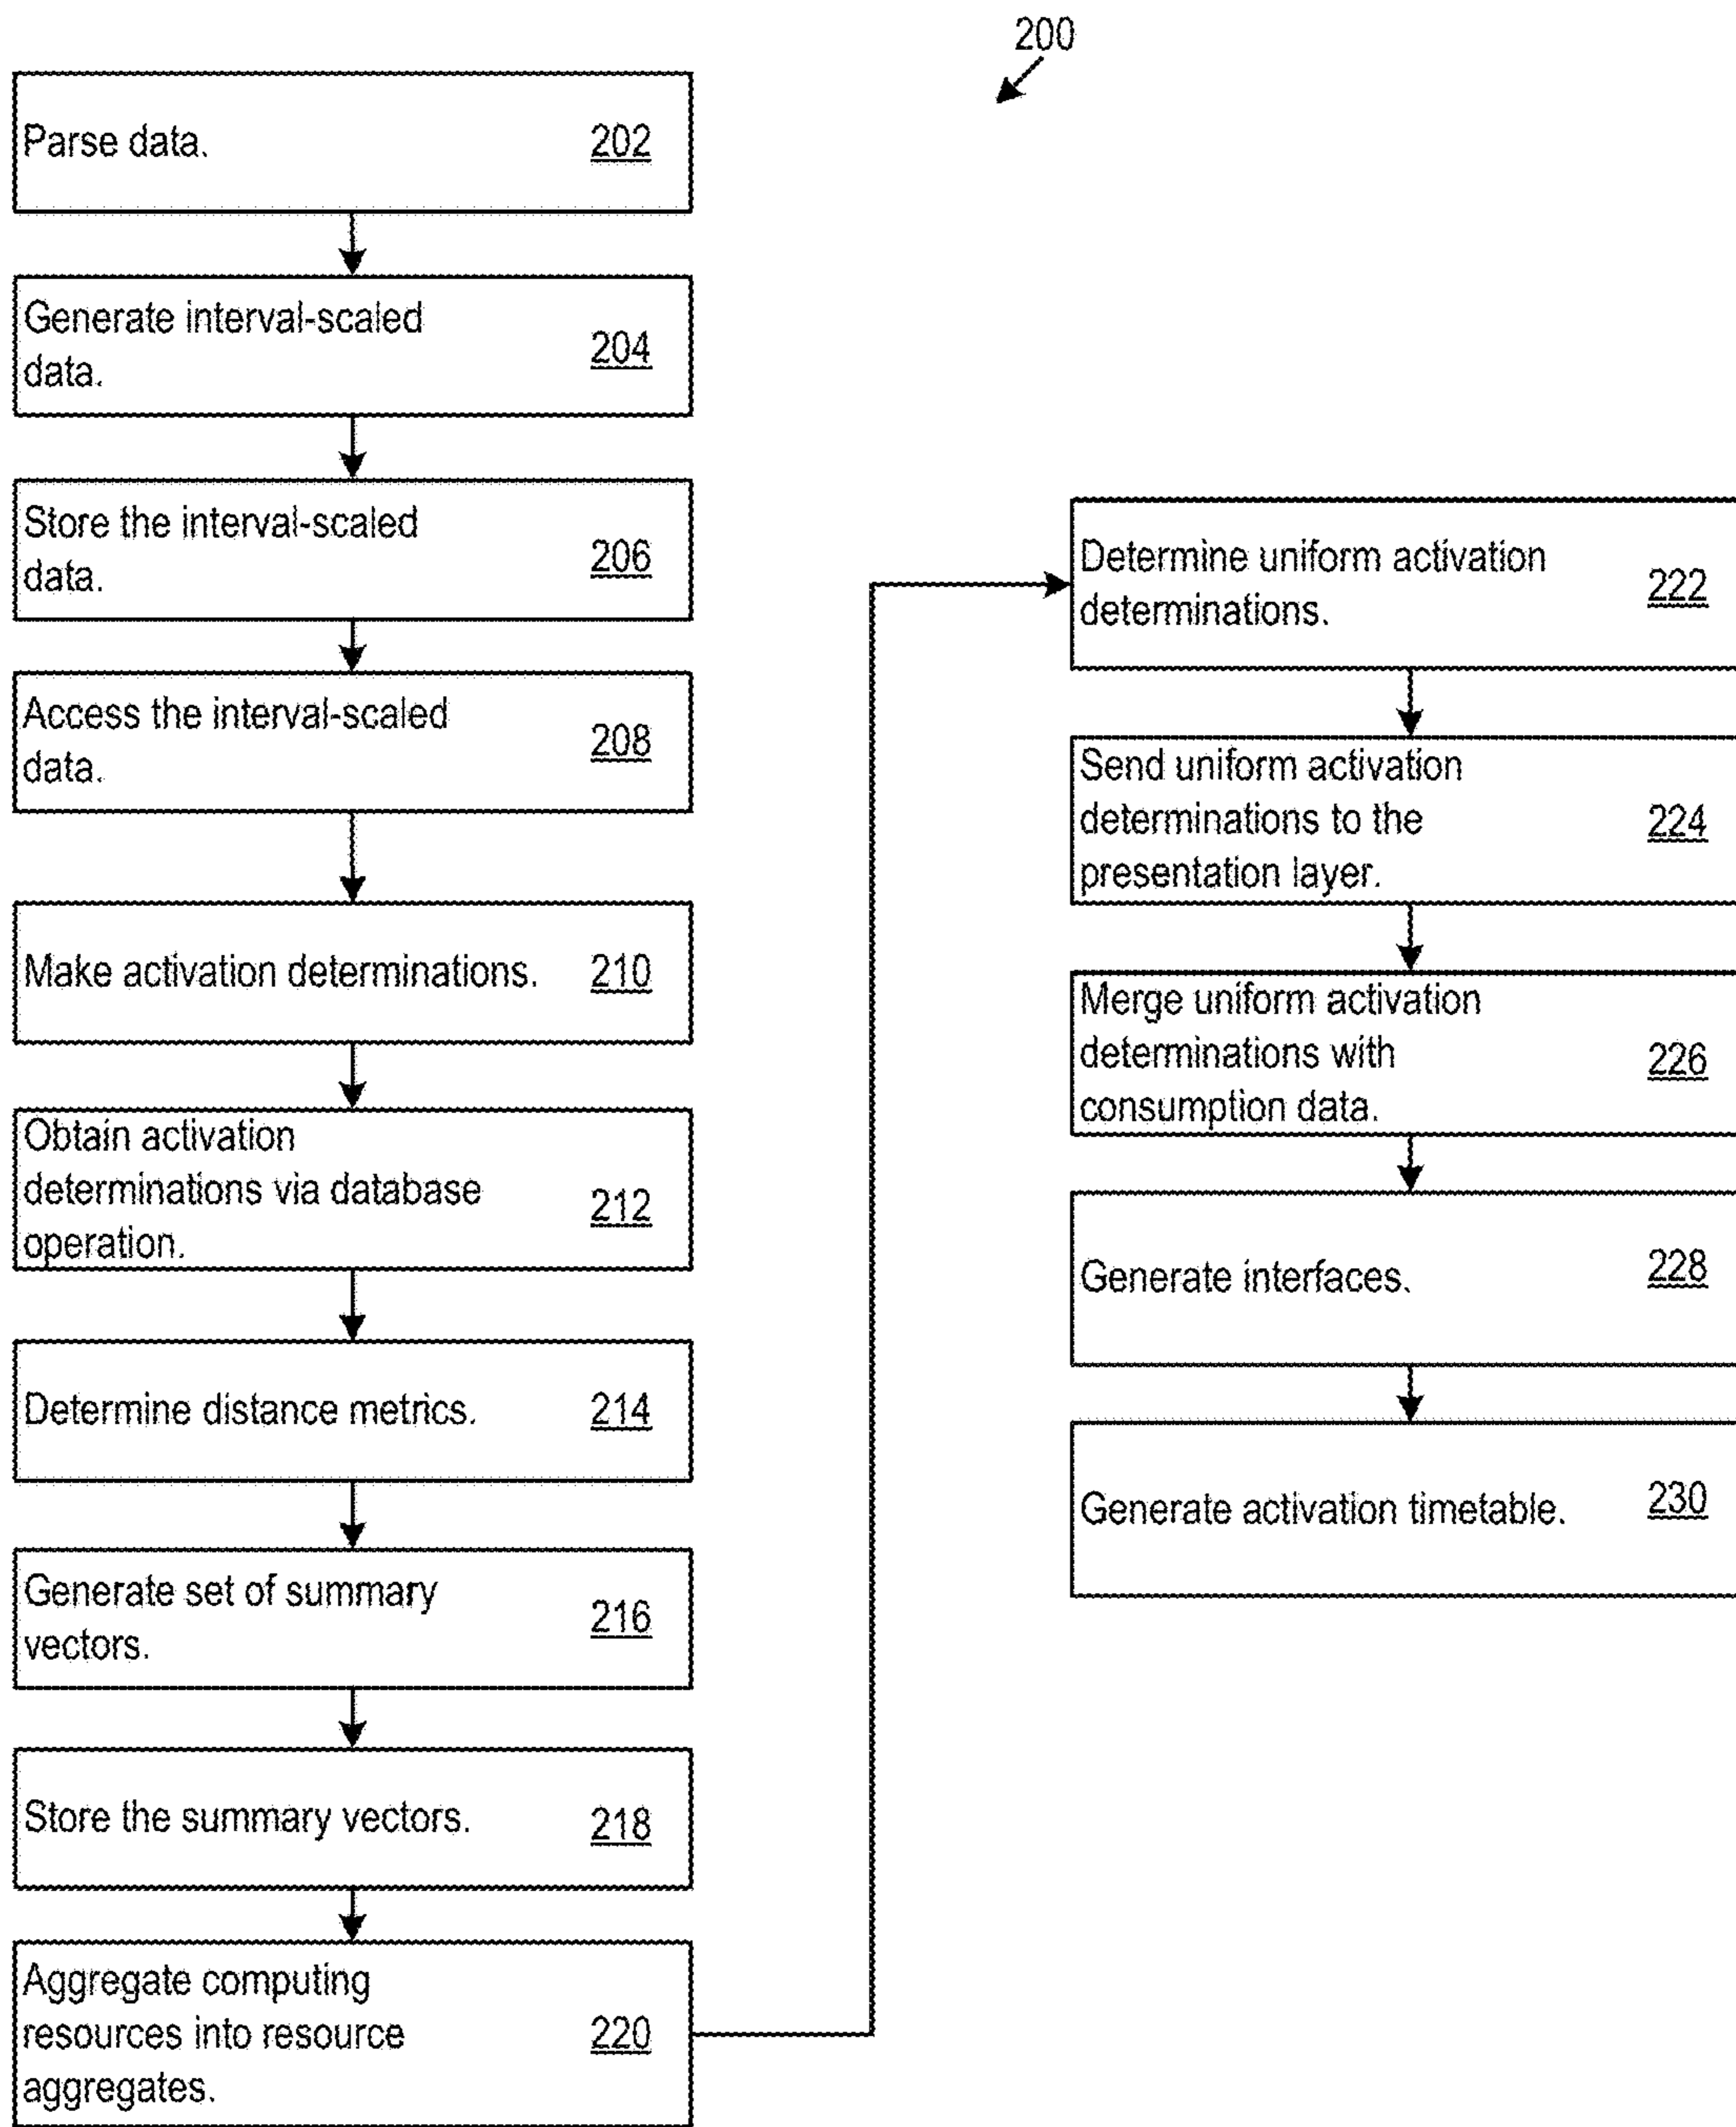 200
Parse data. 202
Generate interval-scaled
data. 204
Store the interval-scaled
data. 206
Access the interval-scaled
data. 208
Make activation determinations. 210
Obtain activation
determinations via database
operation. 212
Determine distance metrics. 214
Generate set of summary
vectors. 216
Store the summary vectors. 218
Aggregate computing
resources into resource
aggregates. 220
Determine uniform activation
determinations. 222
Send uniform activation
determinations to the
presentation layer. 224
Merge uniform activation
determinations with
consumption data. 226
Generate interfaces. 228
Generate activation timetable. 230